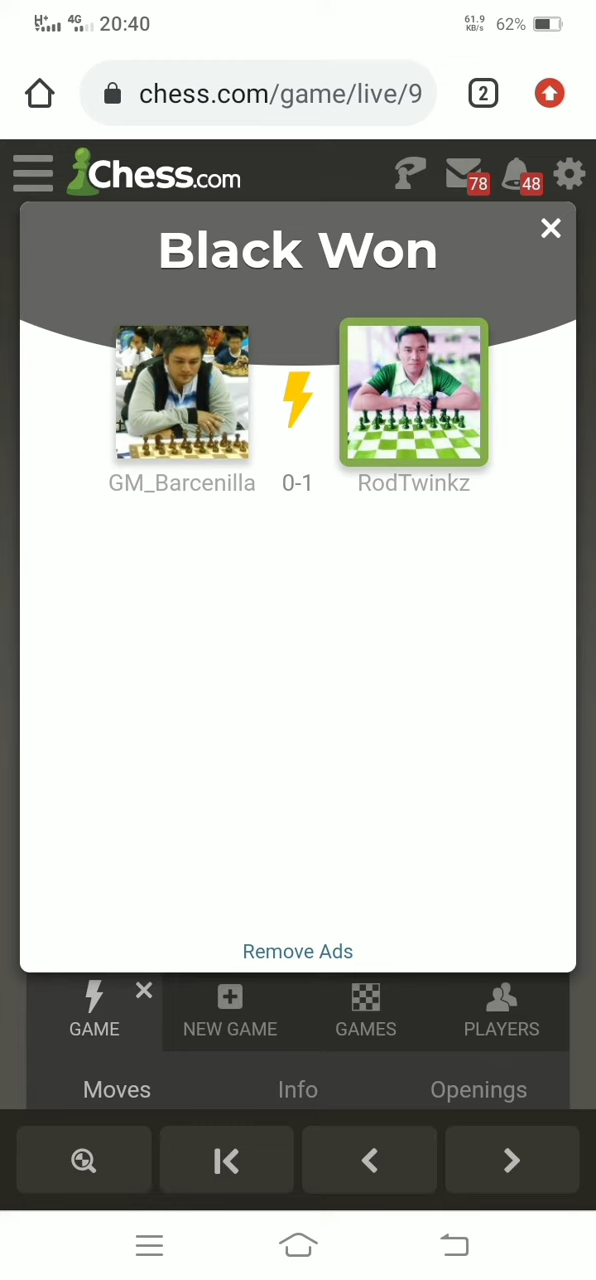 H+ 4G 20:40 61.9 KB/s 62%
chess.com/game/live/9 2
Chess.com 78 48
Black Won
GM_Barcenilla 0-1 RodTwinkz
Remove Ads
GAME NEW GAME GAMES PLAYERS
Moves Info Openings